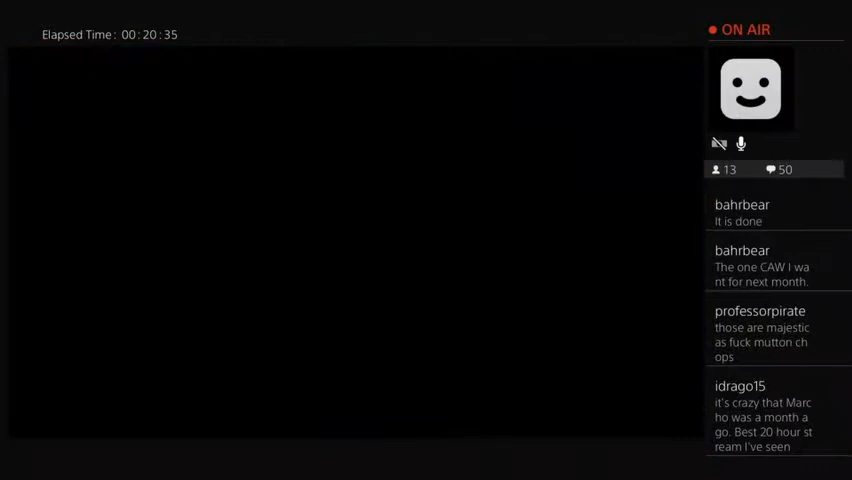 Elapsed Time: 00:20:35
ON AIR
13 50
bahrbear
It is done
bahrbear
The one CAW I wa
nt for next month.
professorpirate
those are majestic
as fuck mutton ch
ops
idrago15
it's crazy that Marc
ho was a month a
go. Best 20 hour st
ream I've seen